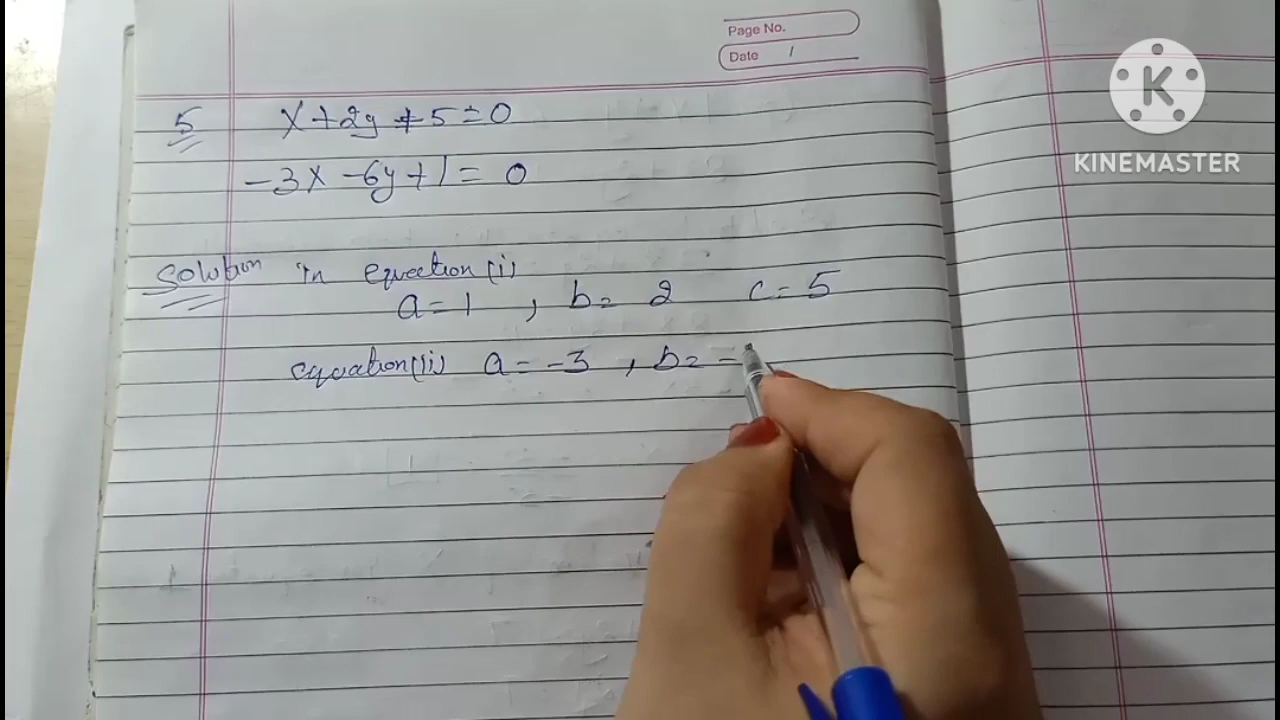 Page No.
Date /
K
KINEMASTER
5 x+2y+5=0
-3x-6y+1=0
Solution In equation (i)
a=1 , b= 2 c=5
equation(ii) a=-3 , b= -